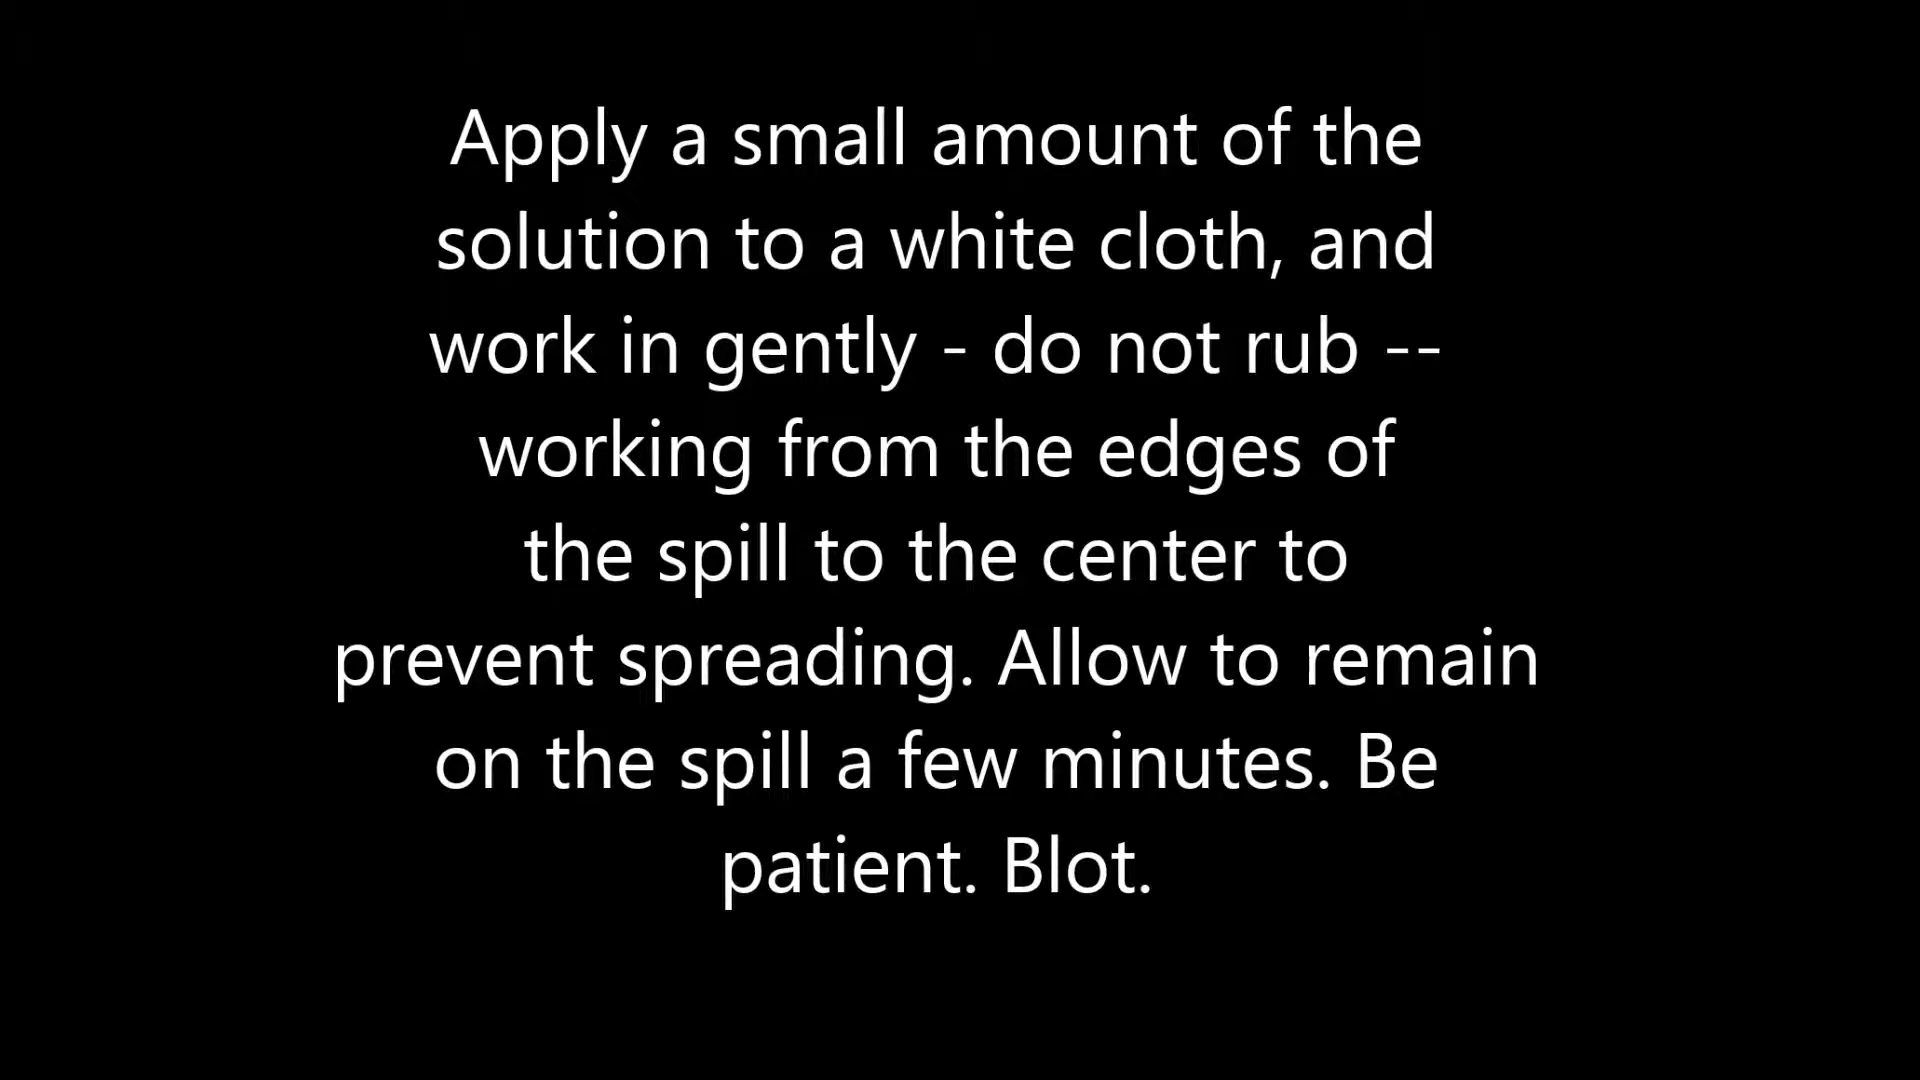 Apply a small amount of the
solution to a white cloth, and
work in gently - do not rub --
working from the edges of
the spill to the center to
prevent spreading. Allow to remain
on the spill a few minutes. Be
patient. Blot.